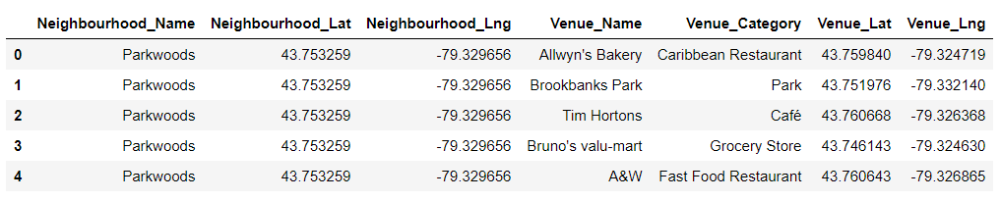 Neighbourhood_Name Neighbourhood_Lat Neighbourhood_Lng Venue_Name Venue_Category Venue_Lat Venue_Lng
0 Parkwoods 43.753259 -79.329656 Allwyn's Bakery Caribbean Restaurant 43.759840 -79.324719
1 Parkwoods 43.753259 -79.329656 Brookbanks Park Park 43.751976 -79.332140
2 Parkwoods 43.753259 -79.329656 Tim Hortons Café 43.760668 -79.326368
3 Parkwoods 43.753259 -79.329656 Bruno's valu-mart Grocery Store 43.746143 -79.324630
4 Parkwoods 43.753259 -79.329656 A&W Fast Food Restaurant 43.760643 -79.326865